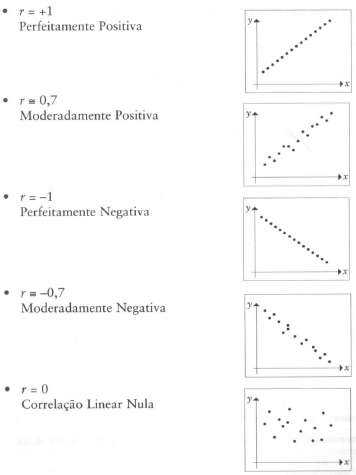 • r = +1
Perfeitamente Positiva
y
x
• r ≅ 0,7
Moderadamente Positiva
y
x
• r = −1
Perfeitamente Negativa
y
x
• r ≅ −0,7
Moderadamente Negativa
y
x
• r = 0
Correlação Linear Nula
y
x